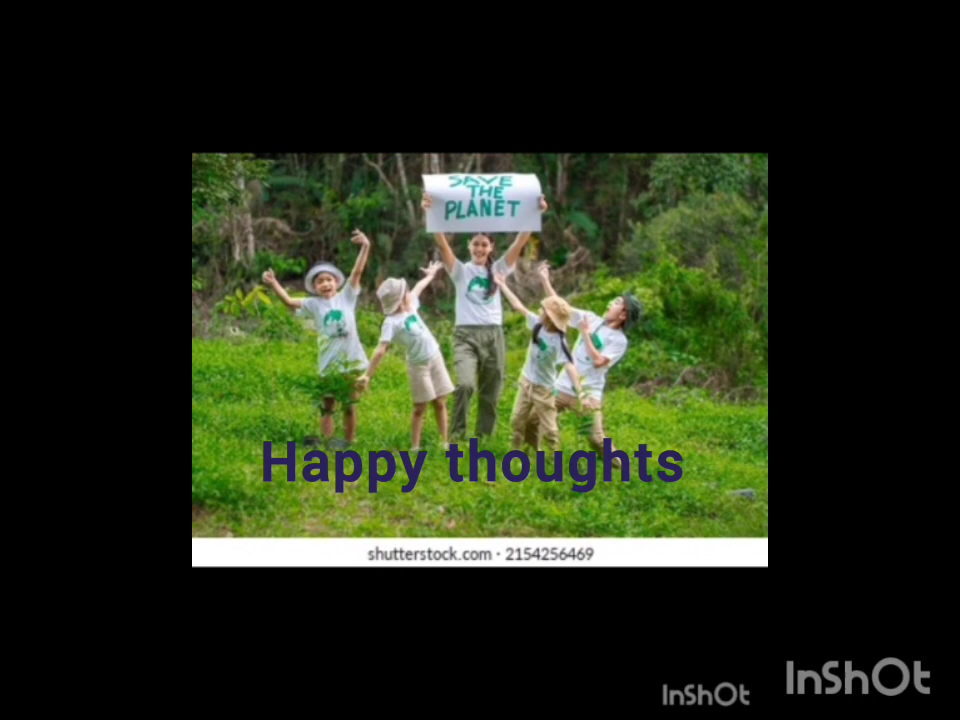 SAVE
THE
PLANET
Happy thoughts
shutterstock.com · 2154256469
InShOt
InShOt